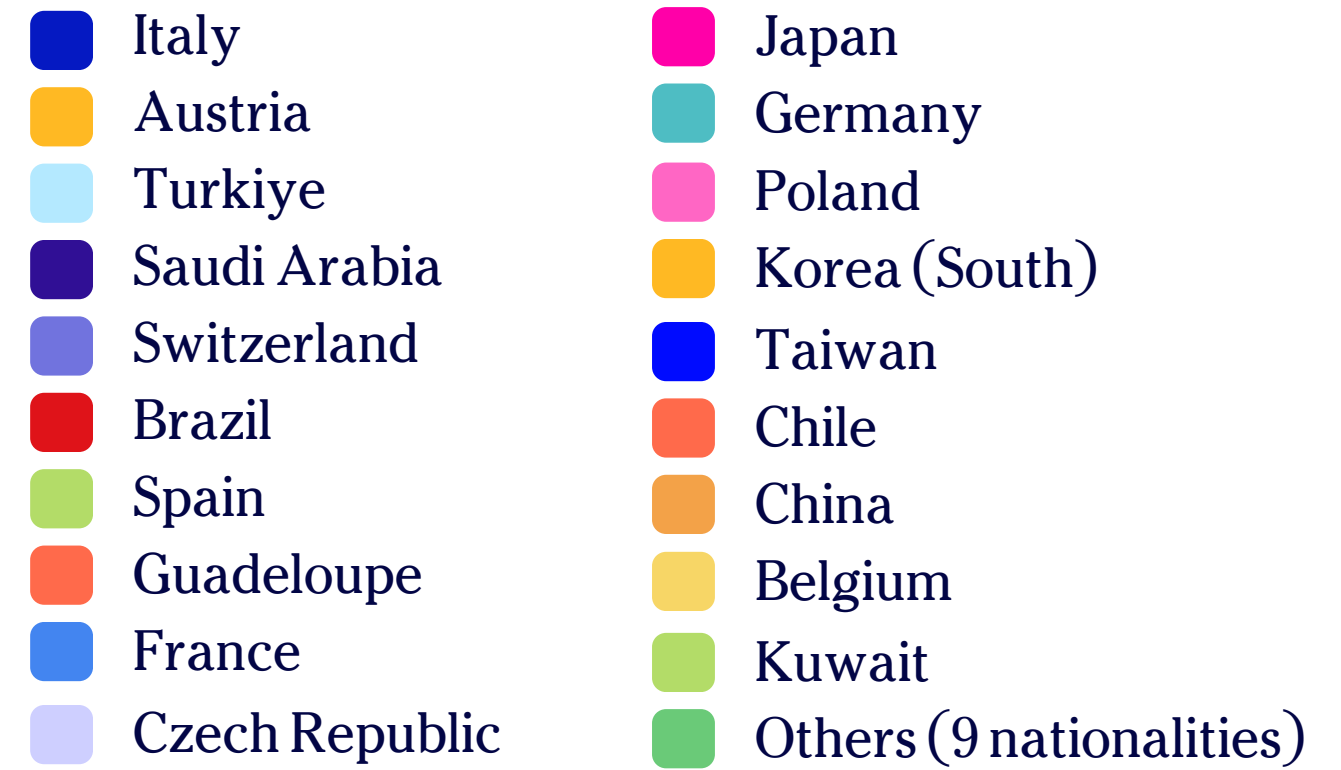 Italy
Austria
Turkiye
Saudi Arabia
Switzerland
Brazil
Spain
Guadeloupe
France
Czech Republic
Japan
Germany
Poland
Korea (South)
Taiwan
Chile
China
Belgium
Kuwait
Others (9 nationalities)